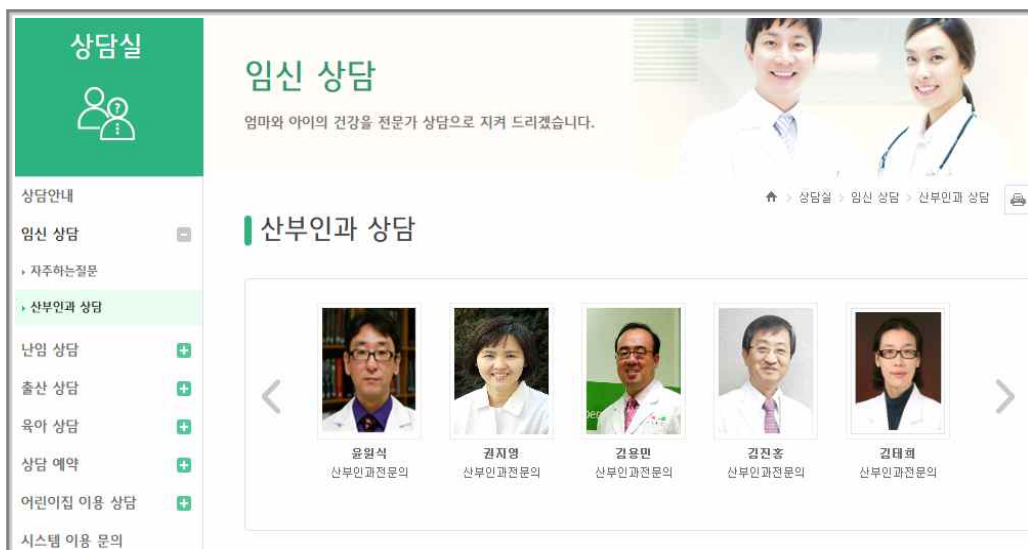 상담실
임신 상담
엄마와 아이의 건강을 전문가 상담으로 지켜 드리겠습니다.
상담안내
임신 상담
자주하는질문
산부인과 상담
난임 상담
출산 상담
육아 상담
상담 예약
어린이집 이용 상담
시스템 이용 문의
> 상담실 > 임신 상담 > 산부인과 상담
산부인과 상담
윤원식 권지영 김용민 김진홍 김태희
산부인과전문의 산부인과전문의 산부인과전문의 산부인과전문의 산부인과전문의